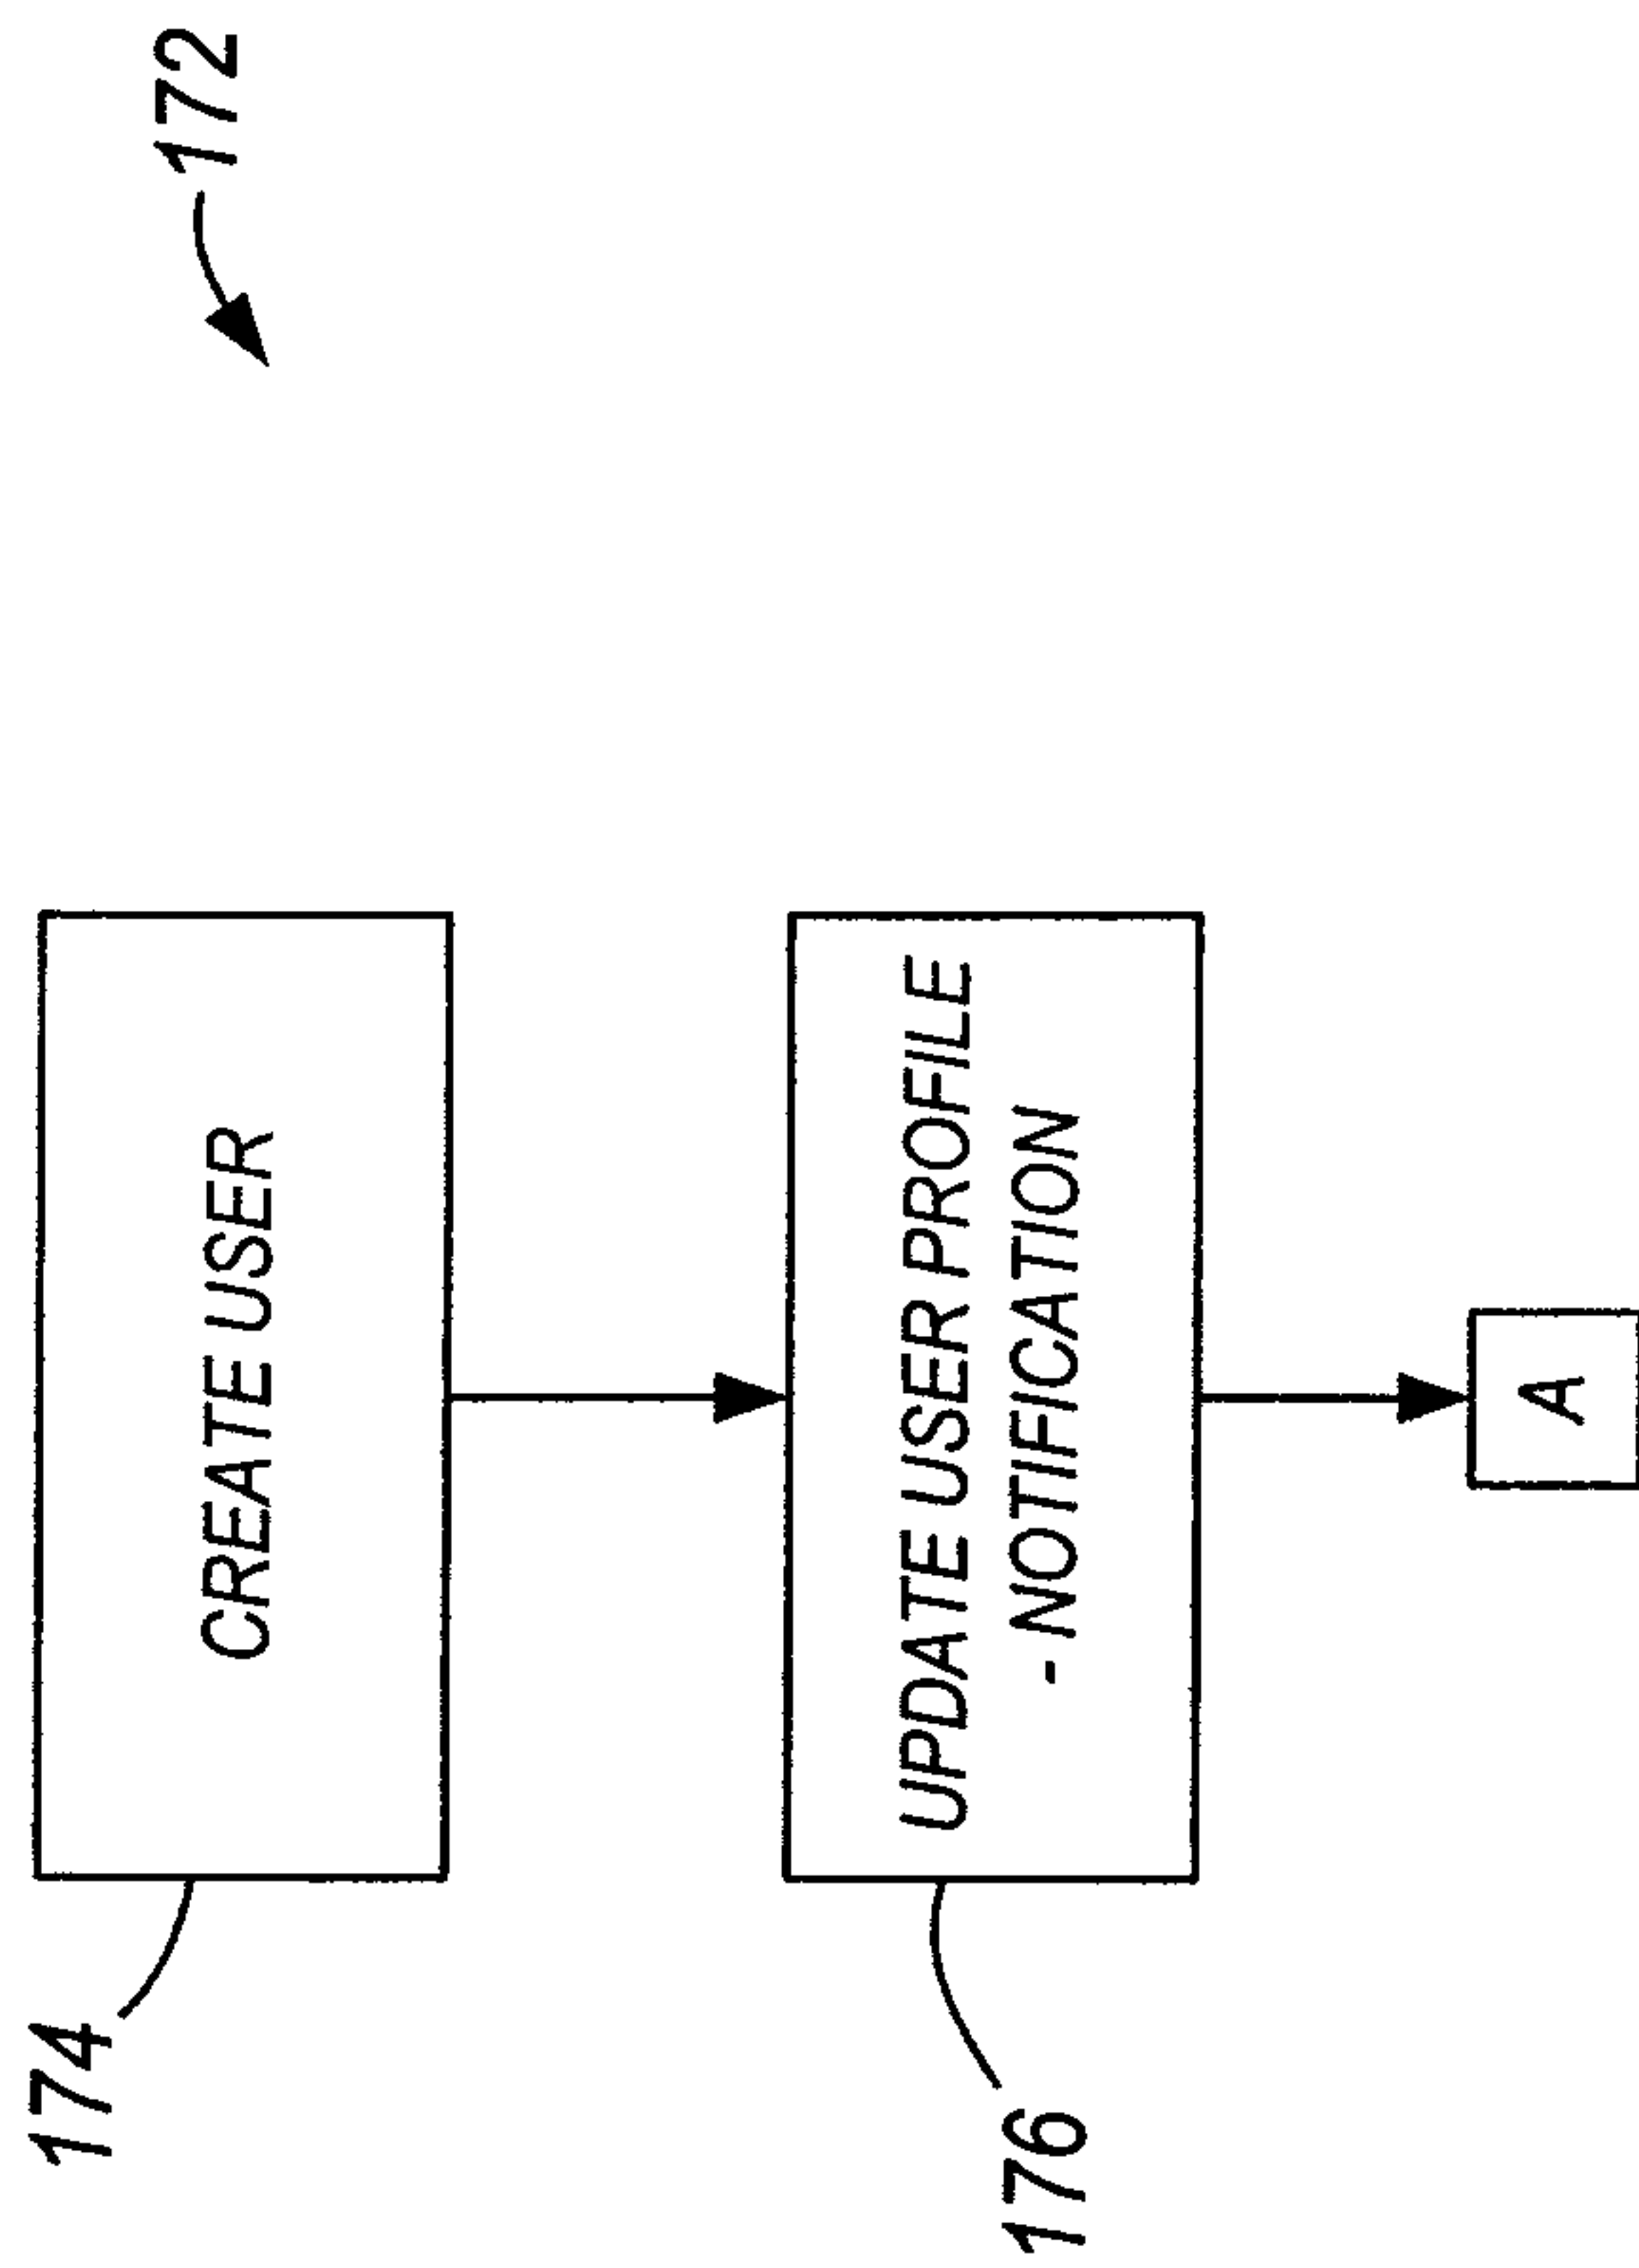 172
174
CREATE USER
UPDATE USER PROFILE
- NOTIFICATION
176
A